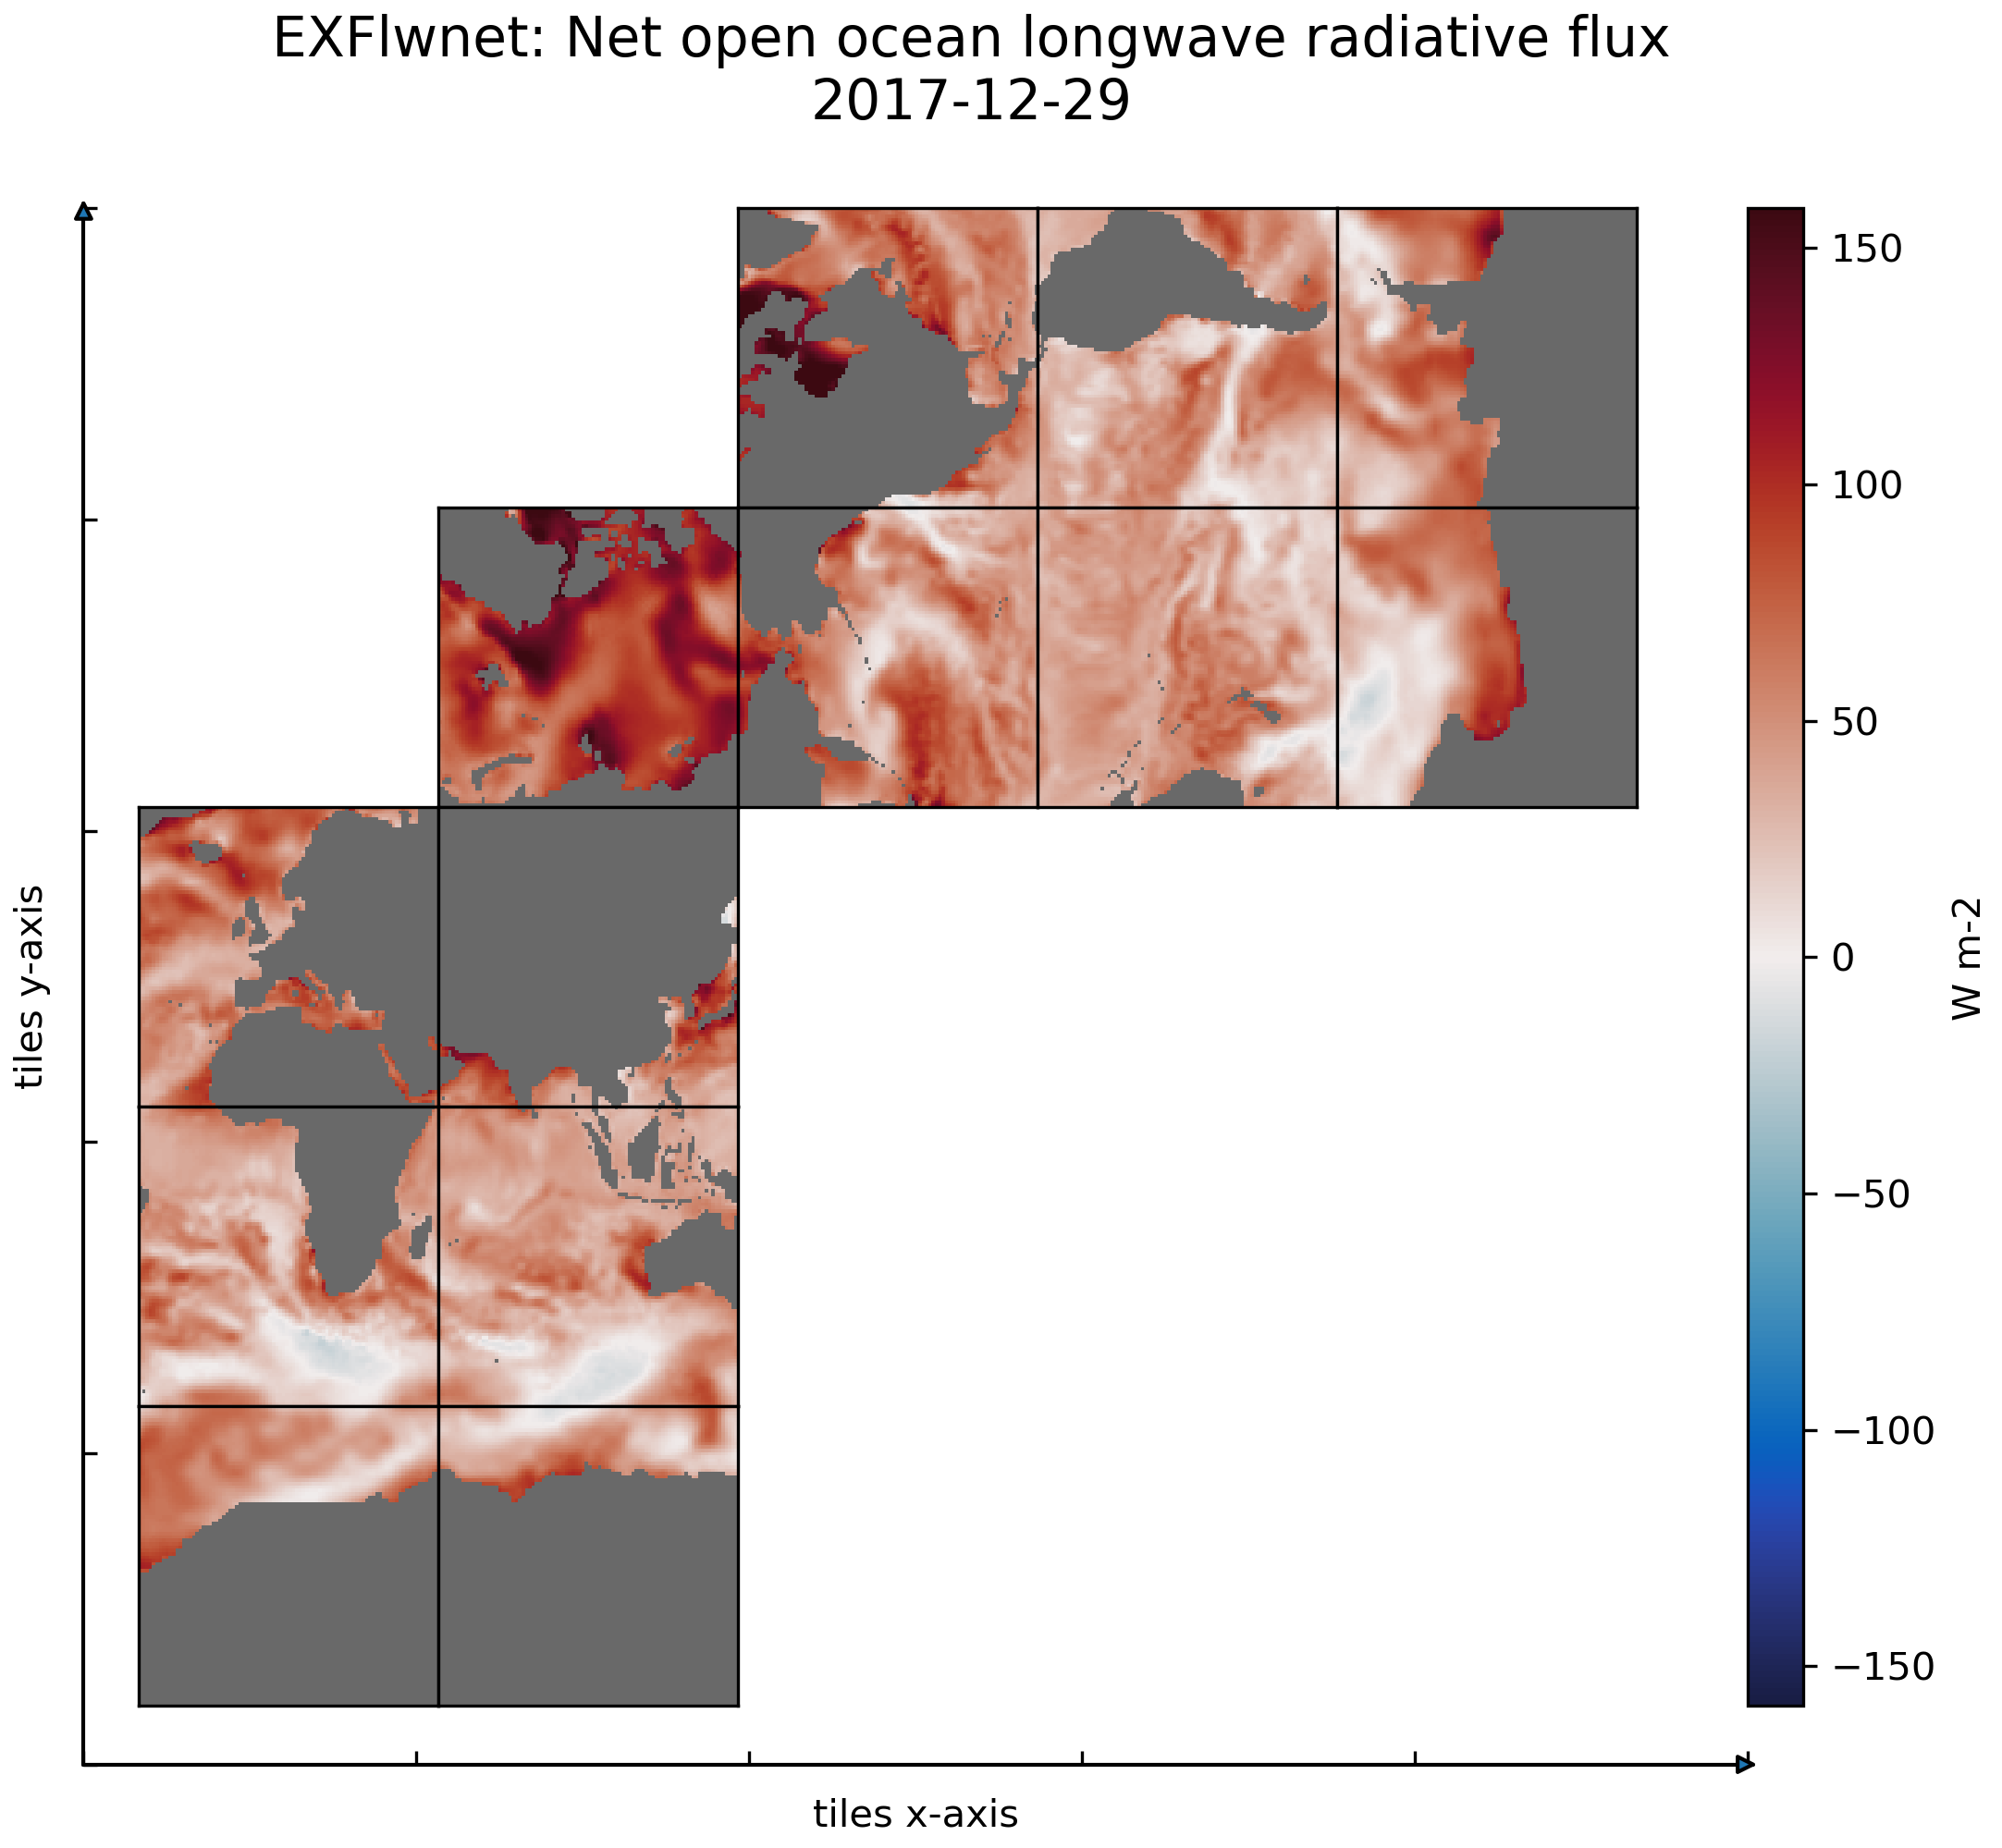 EXFlwnet: Net open ocean longwave radiative flux
2017-12-29
150
100
50
0
−50
−100
−150
W m-2
tiles y-axis
tiles x-axis